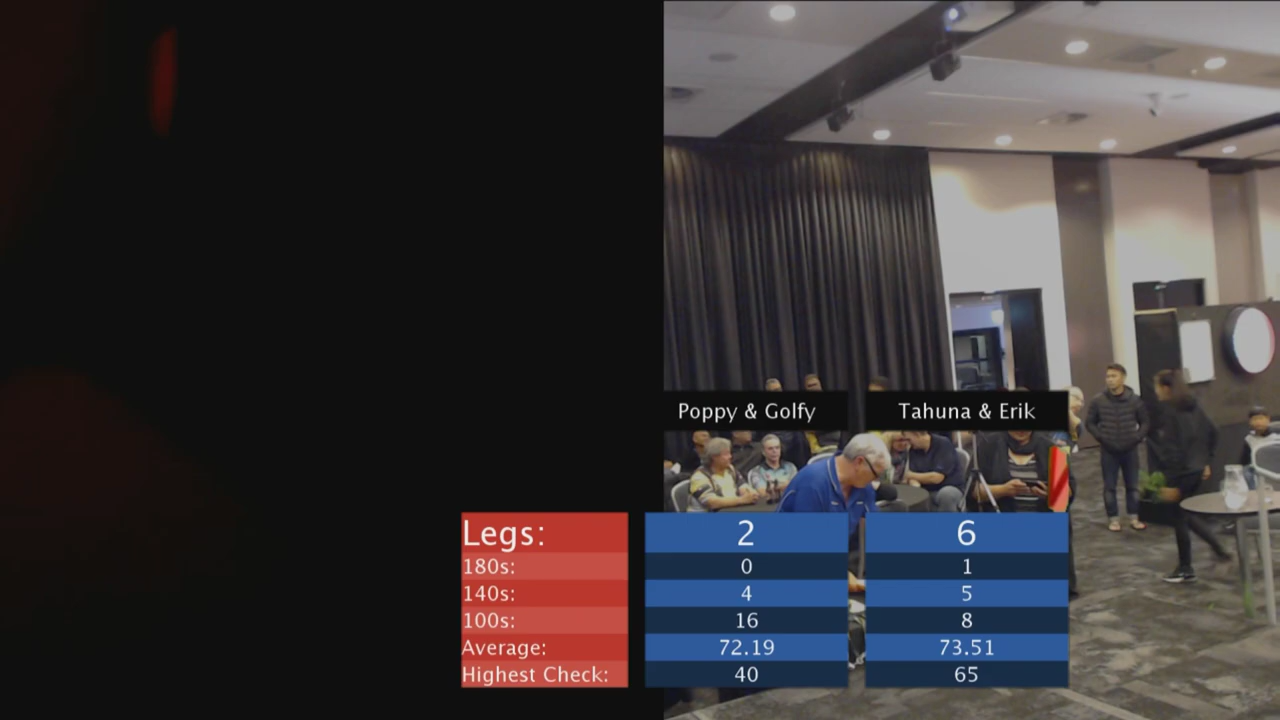 Poppy & Golfy Tahuna & Erik
Legs: 2 6
180s: 0 1
140s: 4 5
100s: 16 8
Average: 72.19 73.51
Highest Check: 40 65